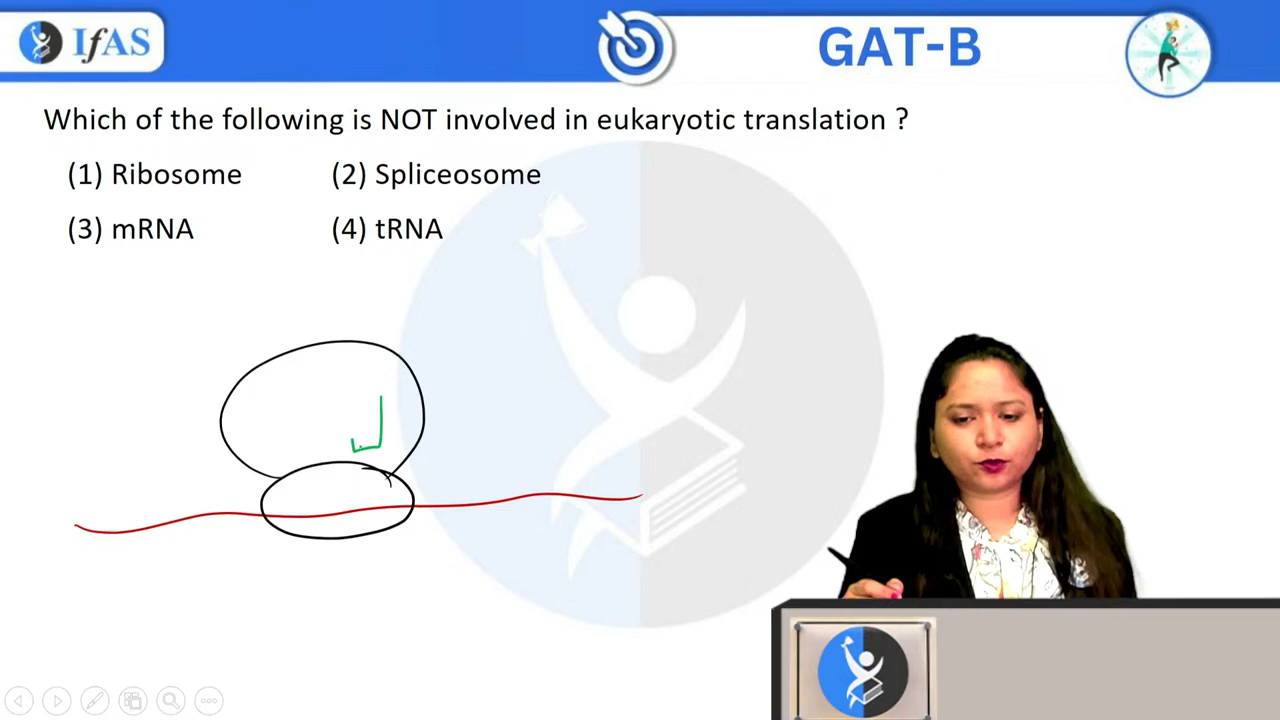 IfAS
GAT-B
Which of the following is NOT involved in eukaryotic translation ?
(1) Ribosome (2) Spliceosome
(3) mRNA (4) tRNA